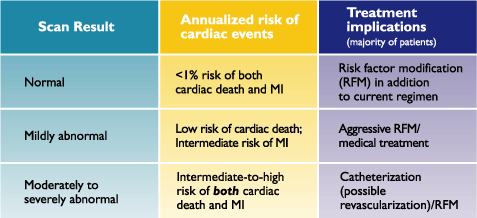 Scan Result
Annualized risk of
cardiac events
Treatment
implications
(majority of patients)
Normal
<1% risk of both
cardiac death and MI
Risk factor modification
(RFM) in addition
to current regimen
Mildly abnormal
Low risk of cardiac death;
Intermediate risk of MI
Aggressive RFM/
medical treatment
Moderately to
severely abnormal
Intermediate-to-high
risk of both cardiac
death and MI
Catheterization
(possible
revascularization)/RFM